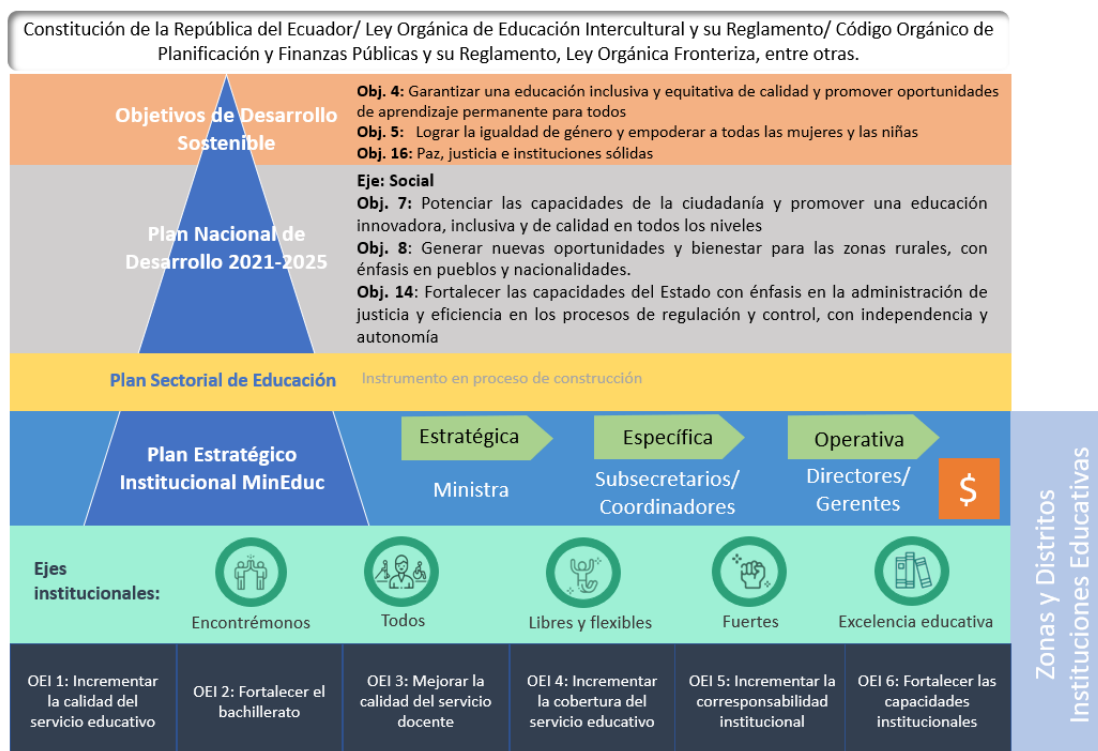 Constitución de la República del Ecuador/ Ley Orgánica de Educación Intercultural y su Reglamento/ Código Orgánico de
Planificación y Finanzas Públicas y su Reglamento, Ley Orgánica Fronteriza, entre otras.
Objetivos de Desarrollo
Sostenible
Obj. 4: Garantizar una educación inclusiva y equitativa de calidad y promover oportunidades
de aprendizaje permanente para todos
Obj. 5: Lograr la igualdad de género y empoderar a todas las mujeres y las niñas
Obj. 16: Paz, justicia e instituciones sólidas
Plan Nacional de
Desarrollo 2021-2025
Eje: Social
Obj. 7: Potenciar las capacidades de la ciudadanía y promover una educación
innovadora, inclusiva y de calidad en todos los niveles
Obj. 8: Generar nuevas oportunidades y bienestar para las zonas rurales, con
énfasis en pueblos y nacionalidades.
Obj. 14: Fortalecer las capacidades del Estado con énfasis en la administración de
justicia y eficiencia en los procesos de regulación y control, con independencia y
autonomía
Plan Sectorial de Educación
Instrumento en proceso de construcción
Plan Estratégico
Institucional MinEduc
Estratégica
Ministra
Específica
Subsecretarios/
Coordinadores
Operativa
Directores/
Gerentes
$
Ejes
institucionales:
Encontrémonos
Todos
Libres y flexibles
Fuertes
Excelencia educativa
OEI 1: Incrementar
la calidad del
servicio educativo
OEI 2: Fortalecer el
bachillerato
OEI 3: Mejorar la
calidad del servicio
docente
OEI 4: Incrementar
la cobertura del
servicio educativo
OEI 5: Incrementar la
corresponsabilidad
institucional
OEI 6: Fortalecer las
capacidades
institucionales
Zonas y Distritos
Instituciones Educativas